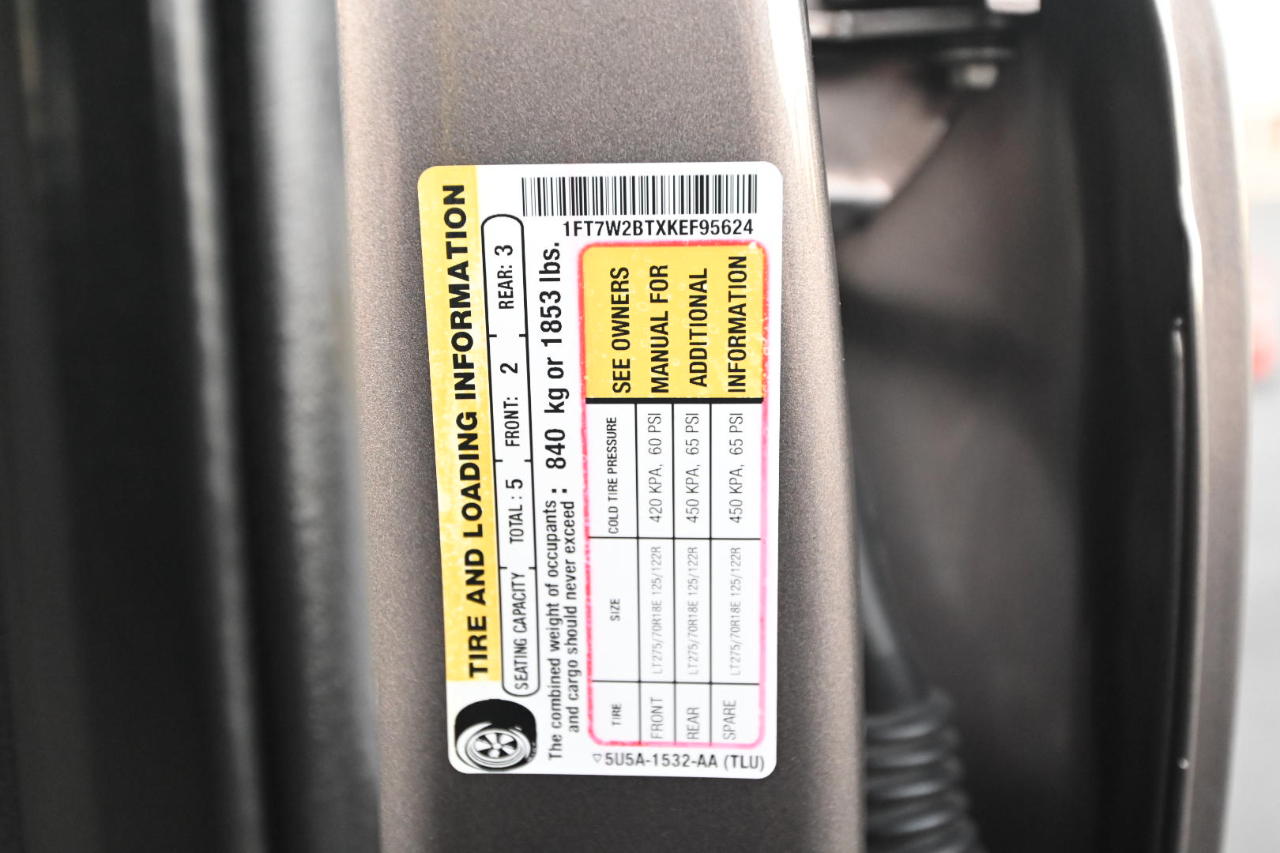 TIRE AND LOADING INFORMATION
SEATING CAPACITY TOTAL : 5 FRONT: 2 REAR: 3
The combined weight of occupants
and cargo should never exceed : 840 kg or 1853 lbs.
1FT7W2BTXKEF95624
TIRE SIZE COLD TIRE PRESSURE
FRONT LT275/70R18E 125/122R 420 KPA, 60 PSI
REAR LT275/70R18E 125/122R 450 KPA, 65 PSI
SPARE LT275/70R18E 125/122R 450 KPA, 65 PSI
SEE OWNERS
MANUAL FOR
ADDITIONAL
INFORMATION
5U5A-1532-AA (TLU)